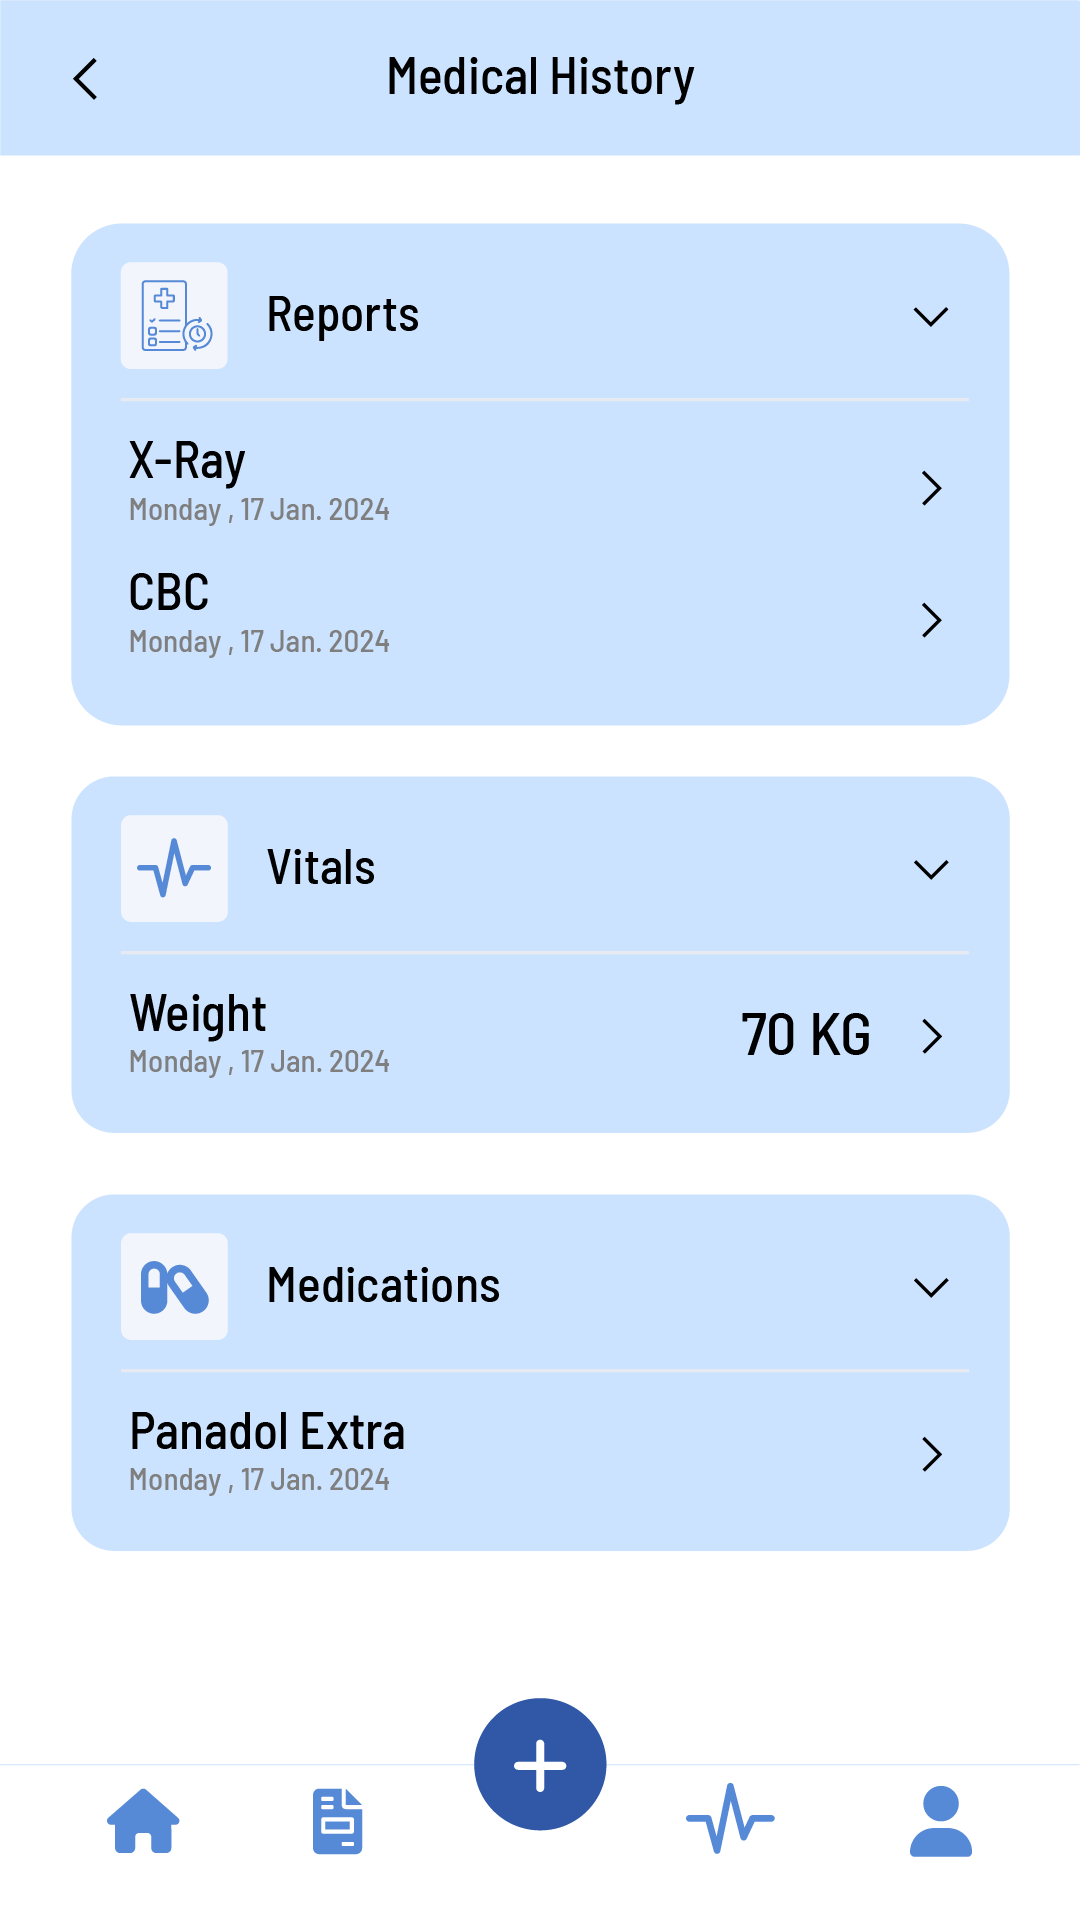 Medical History
Reports
X-Ray
Monday , 17 Jan. 2024
CBC
Monday , 17 Jan. 2024
Vitals
Weight
70 KG
Monday , 17 Jan. 2024
Medications
Panadol Extra
Monday , 17 Jan. 2024